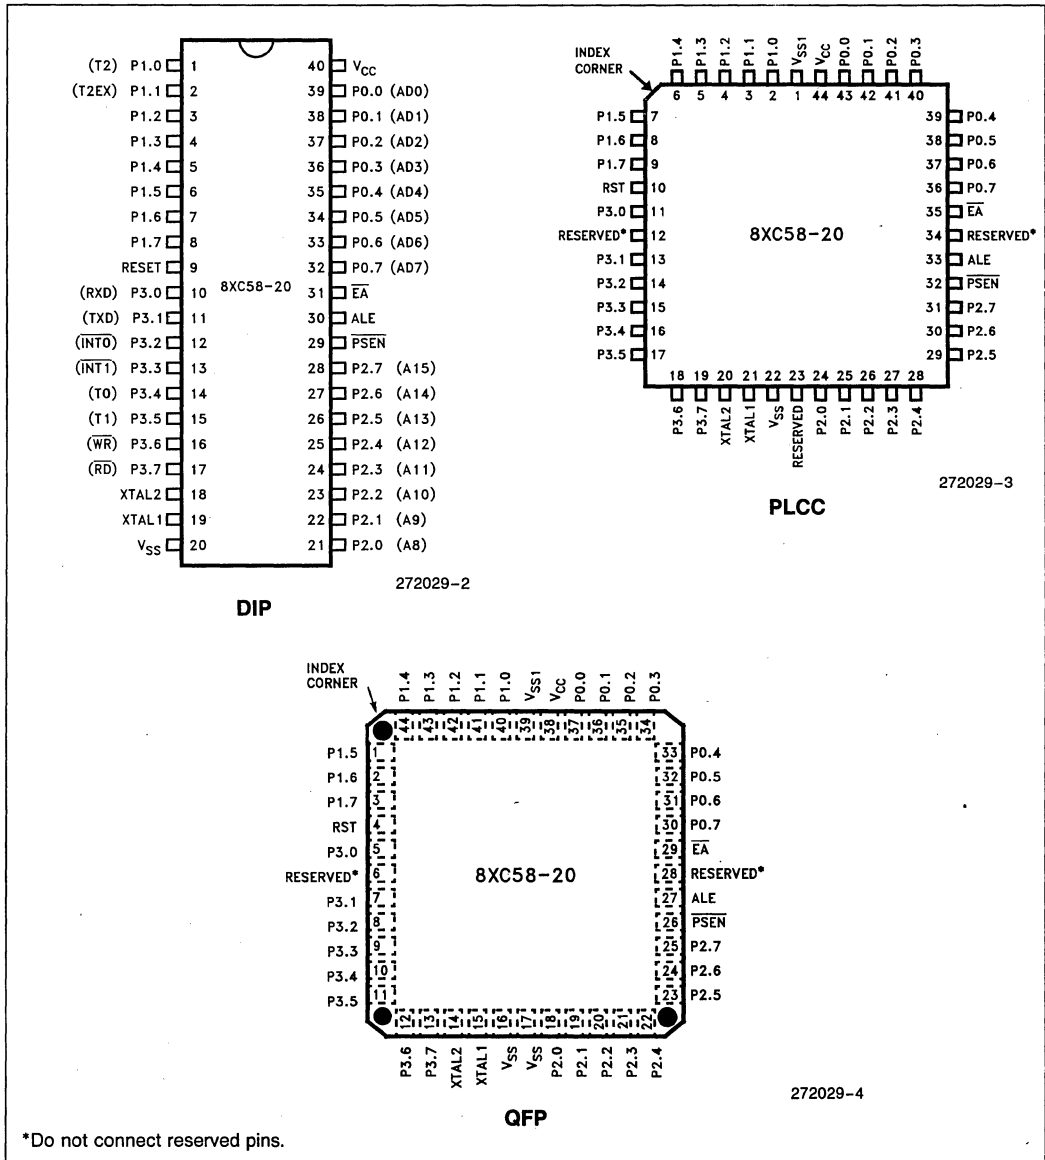 (T2) P1.0 1 40 VCC
(T2EX) P1.1 2 39 P0.0 (AD0)
P1.2 3 38 P0.1 (AD1)
P1.3 4 37 P0.2 (AD2)
P1.4 5 36 P0.3 (AD3)
P1.5 6 35 P0.4 (AD4)
P1.6 7 34 P0.5 (AD5)
P1.7 8 33 P0.6 (AD6)
RESET 9 32 P0.7 (AD7)
8XC58-20
(RXD) P3.0 10 31 EA
(TXD) P3.1 11 30 ALE
(INT0) P3.2 12 29 PSEN
(INT1) P3.3 13 28 P2.7 (A15)
(T0) P3.4 14 27 P2.6 (A14)
(T1) P3.5 15 26 P2.5 (A13)
(WR) P3.6 16 25 P2.4 (A12)
(RD) P3.7 17 24 P2.3 (A11)
XTAL2 18 23 P2.2 (A10)
XTAL1 19 22 P2.1 (A9)
VSS 20 21 P2.0 (A8)
272029-2
DIP
INDEX
CORNER
P1.4 P1.3 P1.2 P1.1 P1.0 VSS1 VCC P0.0 P0.1 P0.2 P0.3
6 5 4 3 2 1 44 43 42 41 40
P1.5 7 39 P0.4
P1.6 8 38 P0.5
P1.7 9 37 P0.6
RST 10 36 P0.7
P3.0 11 35 EA
RESERVED* 12 8XC58-20 34 RESERVED*
P3.1 13 33 ALE
P3.2 14 32 PSEN
P3.3 15 31 P2.7
P3.4 16 30 P2.6
P3.5 17 29 P2.5
18 19 20 21 22 23 24 25 26 27 28
P3.6 P3.7 XTAL2 XTAL1 VSS RESERVED P2.0 P2.1 P2.2 P2.3 P2.4
272029-3
PLCC
INDEX
CORNER
P1.4 P1.3 P1.2 P1.1 P1.0 VSS1 VCC P0.0 P0.1 P0.2 P0.3
44 43 42 41 40 39 38 37 36 35 34
P1.5 1 33 P0.4
P1.6 2 32 P0.5
P1.7 3 31 P0.6
RST 4 30 P0.7
P3.0 5 29 EA
RESERVED* 6 8XC58-20 28 RESERVED*
P3.1 7 27 ALE
P3.2 8 26 PSEN
P3.3 9 25 P2.7
P3.4 10 24 P2.6
P3.5 11 23 P2.5
12 13 14 15 16 17 18 19 20 21 22
P3.6 P3.7 XTAL2 XTAL1 VSS VSS P2.0 P2.1 P2.2 P2.3 P2.4
272029-4
QFP
*Do not connect reserved pins.